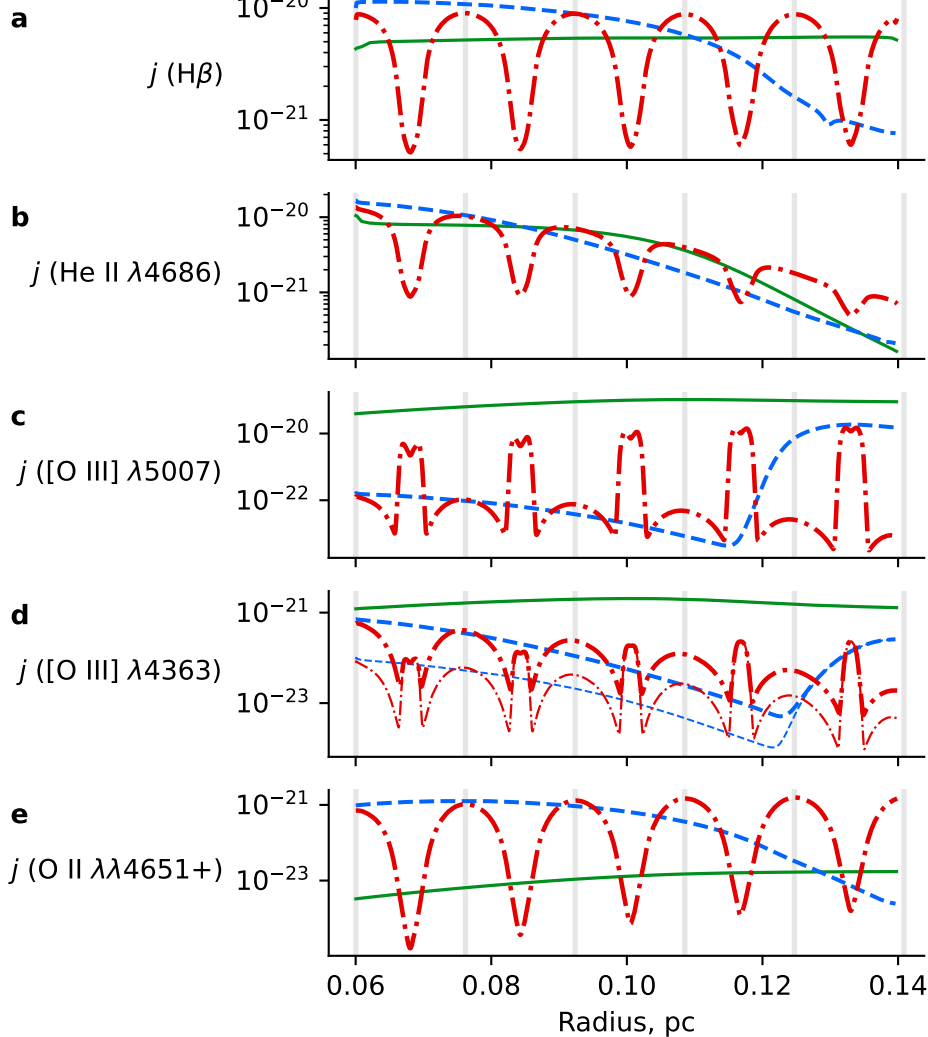 a
j (Hβ)
10⁻²⁰
10⁻²¹
b
j (He II λ4686)
10⁻²⁰
10⁻²¹
c
j ([O III] λ5007)
10⁻²⁰
10⁻²²
d
j ([O III] λ4363)
10⁻²¹
10⁻²³
e
j (O II λλ4651+)
10⁻²¹
10⁻²³
0.06 0.08 0.10 0.12 0.14
Radius, pc